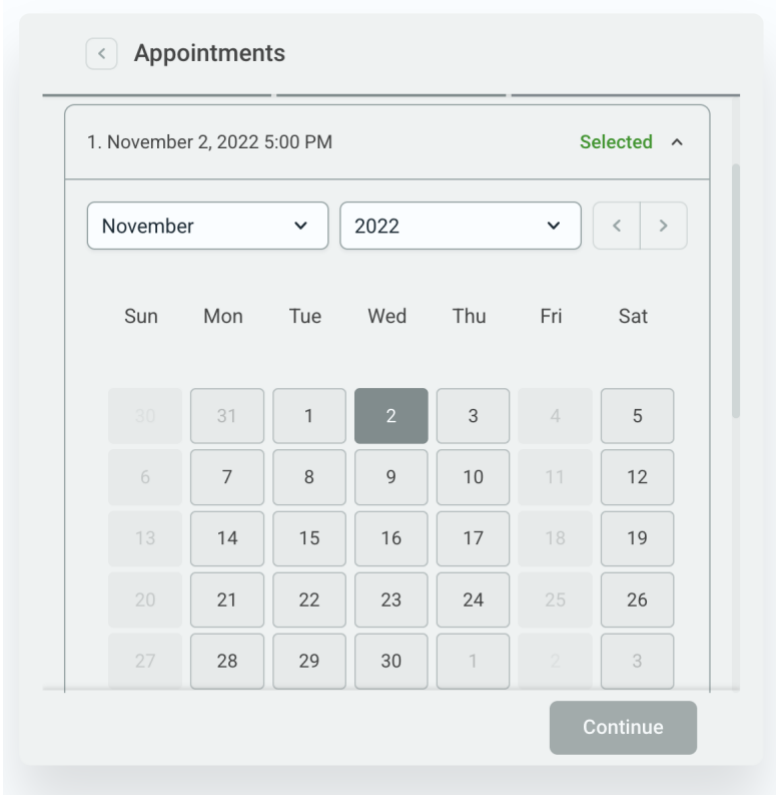 Appointments
1. November 2, 2022 5:00 PM Selected
November 2022
Sun Mon Tue Wed Thu Fri Sat
30 31 1 2 3 4 5
6 7 8 9 10 11 12
13 14 15 16 17 18 19
20 21 22 23 24 25 26
27 28 29 30 1 2 3
Continue